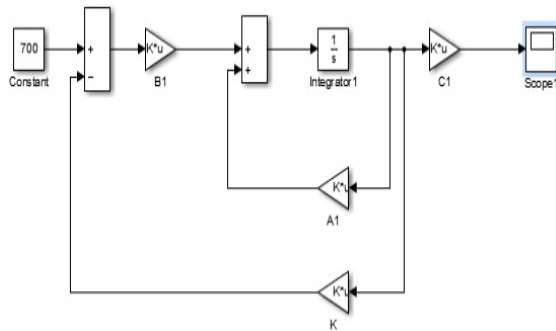 700
Constant
+
−
K*u
B1
+
+
1
s
Integrator1
K*u
C1
Scope1
K*u
A1
K*u
K